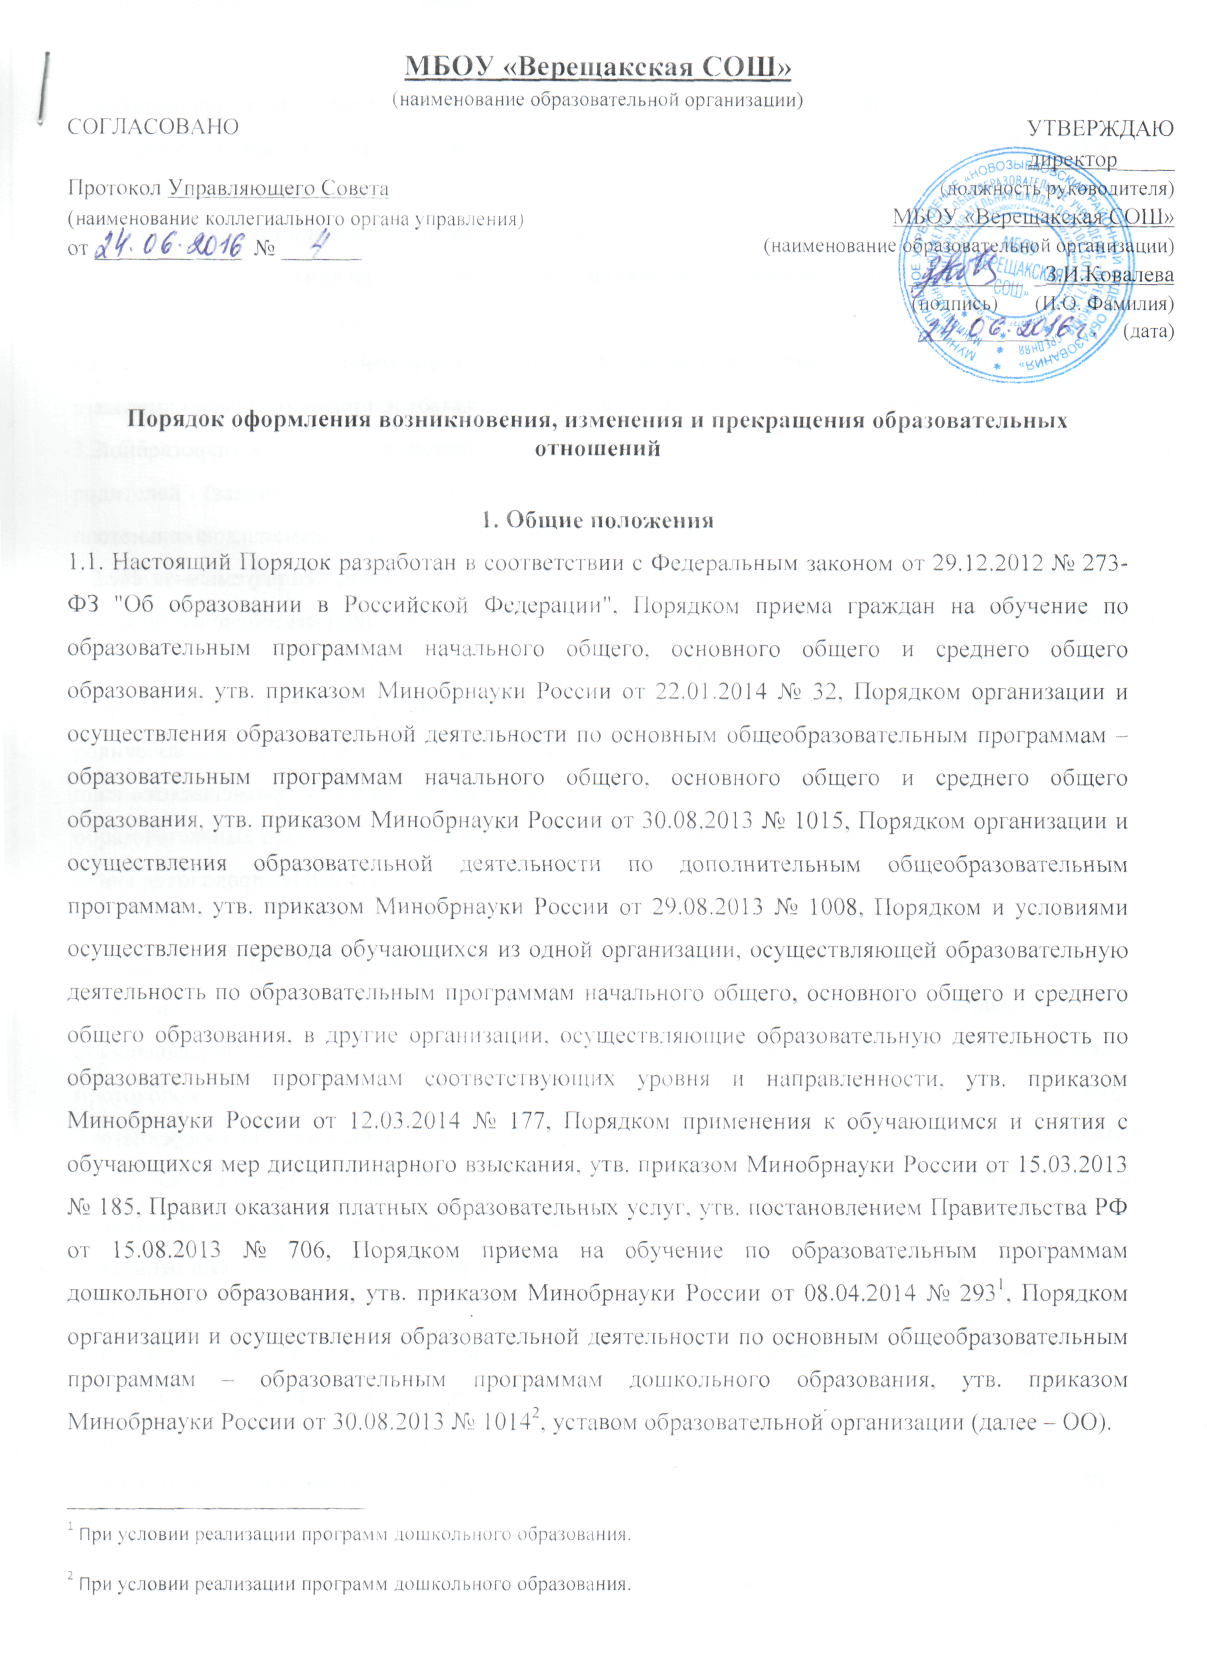 МБОУ «Верещакская СОШ»
(наименование образовательной организации)
СОГЛАСОВАНО
УТВЕРЖДАЮ
директор
Протокол Управляющего Совета
(должность руководителя)
(наименование коллегиального органа управления)
МБОУ «Верещакская СОШ»
от 24.06.2016 № 4
(наименование образовательной организации)
З.И.Ковалева
(подпись) (И.О. Фамилия)
24.06.2016г. (дата)
МБОУ
ВЕРЕЩАКСКАЯ
СОШ»
Порядок оформления возникновения, изменения и прекращения образовательных
отношений
1. Общие положения
1.1. Настоящий Порядок разработан в соответствии с Федеральным законом от 29.12.2012 № 273-
ФЗ "Об образовании в Российской Федерации", Порядком приема граждан на обучение по
образовательным программам начального общего, основного общего и среднего общего
образования, утв. приказом Минобрнауки России от 22.01.2014 № 32, Порядком организации и
осуществления образовательной деятельности по основным общеобразовательным программам –
образовательным программам начального общего, основного общего и среднего общего
образования, утв. приказом Минобрнауки России от 30.08.2013 № 1015, Порядком организации и
осуществления образовательной деятельности по дополнительным общеобразовательным
программам, утв. приказом Минобрнауки России от 29.08.2013 № 1008, Порядком и условиями
осуществления перевода обучающихся из одной организации, осуществляющей образовательную
деятельность по образовательным программам начального общего, основного общего и среднего
общего образования, в другие организации, осуществляющие образовательную деятельность по
образовательным программам соответствующих уровня и направленности, утв. приказом
Минобрнауки России от 12.03.2014 № 177, Порядком применения к обучающимся и снятия с
обучающихся мер дисциплинарного взыскания, утв. приказом Минобрнауки России от 15.03.2013
№ 185, Правил оказания платных образовательных услуг, утв. постановлением Правительства РФ
от 15.08.2013 № 706, Порядком приема на обучение по образовательным программам
дошкольного образования, утв. приказом Минобрнауки России от 08.04.2014 № 293¹, Порядком
организации и осуществления образовательной деятельности по основным общеобразовательным
программам – образовательным программам дошкольного образования, утв. приказом
Минобрнауки России от 30.08.2013 № 1014², уставом образовательной организации (далее – ОО).
¹ При условии реализации программ дошкольного образования.
² При условии реализации программ дошкольного образования.